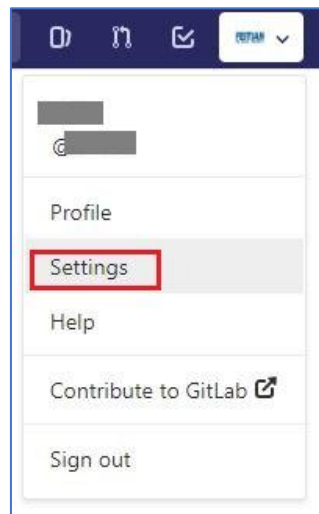 @
Profile
Settings
Help
Contribute to GitLab
Sign out